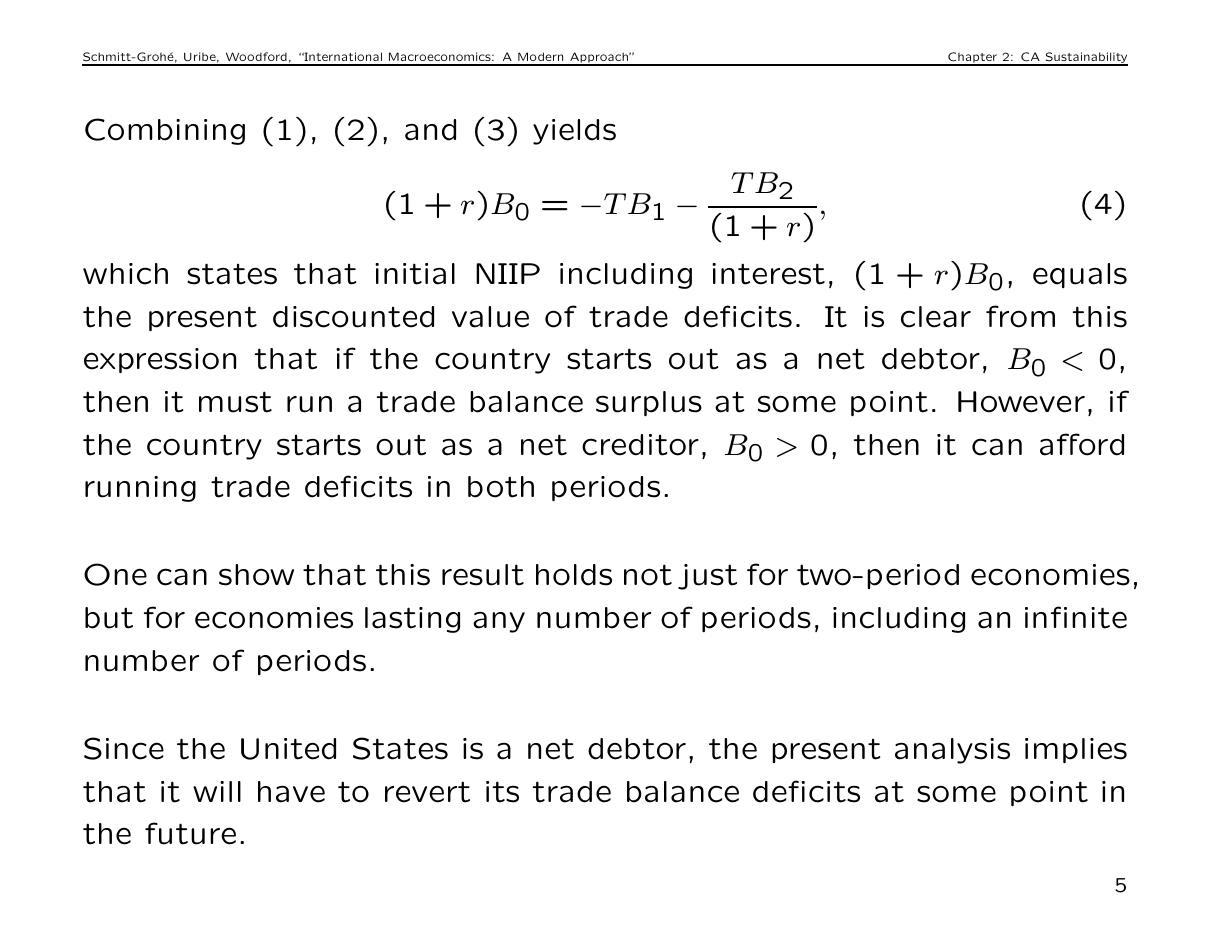 Schmitt-Grohé, Uribe, Woodford, “International Macroeconomics: A Modern Approach” Chapter 2: CA Sustainability
Combining (1), (2), and (3) yields
(1 + r)B₀ = −TB₁ − TB₂/(1 + r), (4)
which states that initial NIIP including interest, (1 + r)B₀, equals
the present discounted value of trade deficits. It is clear from this
expression that if the country starts out as a net debtor, B₀ < 0,
then it must run a trade balance surplus at some point. However, if
the country starts out as a net creditor, B₀ > 0, then it can afford
running trade deficits in both periods.
One can show that this result holds not just for two-period economies,
but for economies lasting any number of periods, including an infinite
number of periods.
Since the United States is a net debtor, the present analysis implies
that it will have to revert its trade balance deficits at some point in
the future.
5